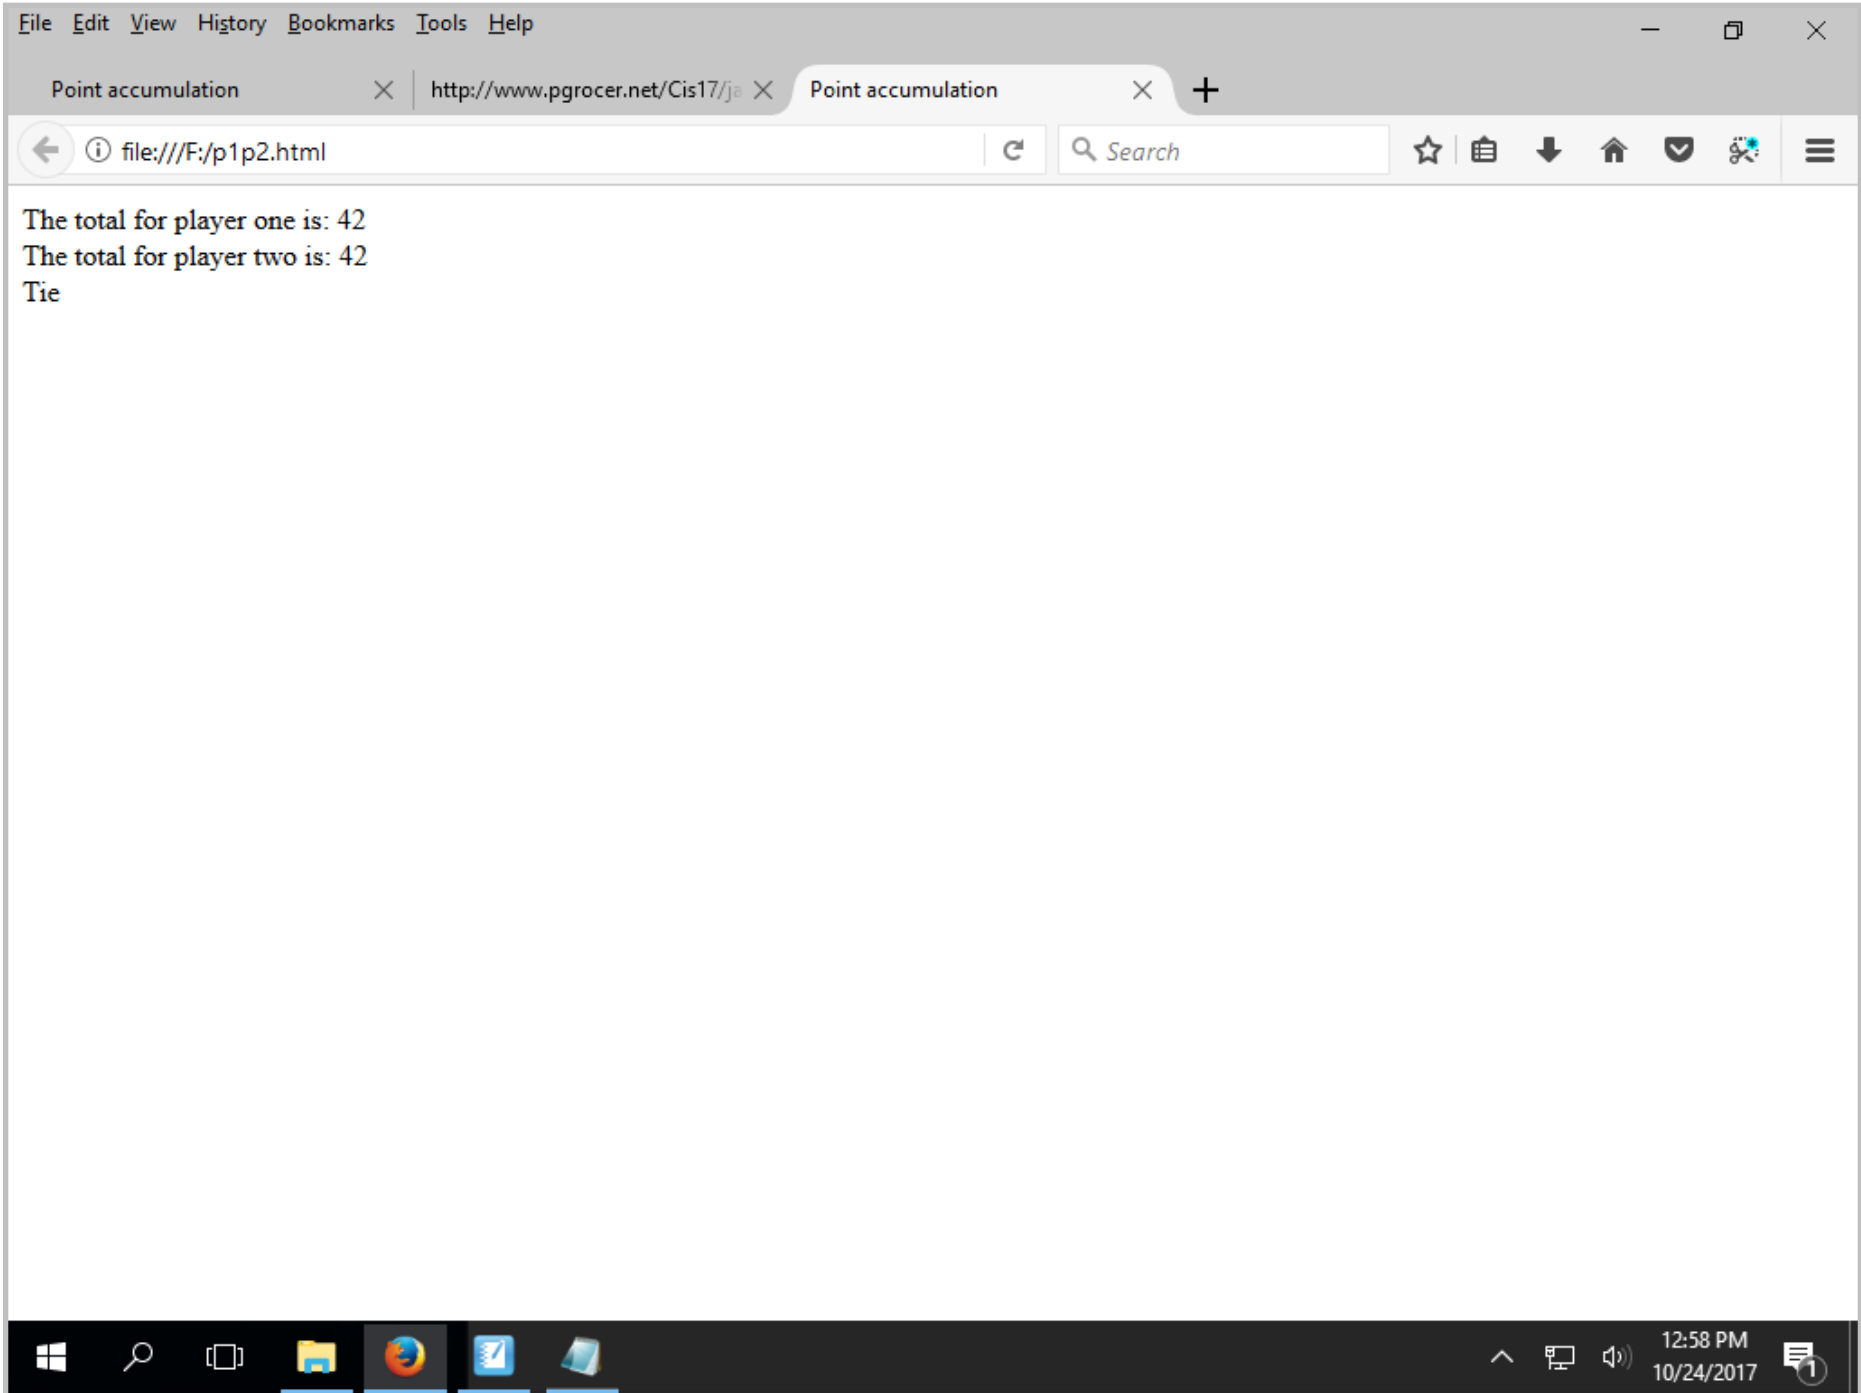 File Edit View History Bookmarks Tools Help
Point accumulation
http://www.pgrocer.net/Cis17/ja
Point accumulation
file:///F:/p1p2.html
Search
The total for player one is: 42
The total for player two is: 42
Tie
12:58 PM
10/24/2017
1